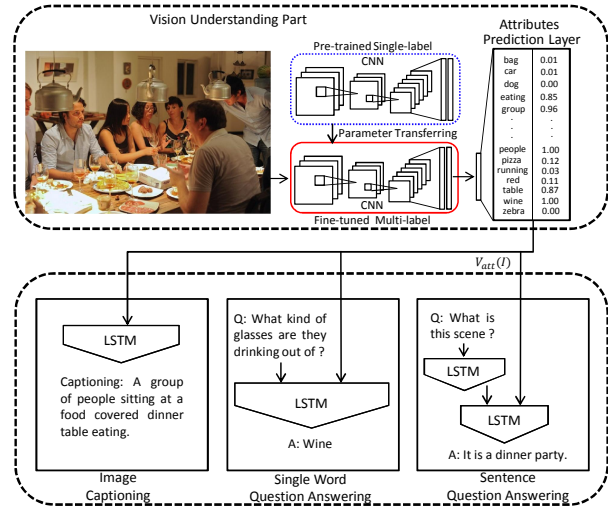 Vision Understanding Part
Attributes
Prediction Layer
Pre-trained Single-label
CNN
Parameter Transferring
CNN
Fine-tuned Multi-label
bag 0.01
car 0.01
dog 0.00
eating 0.85
group 0.96
. .
. .
. .
people 1.00
pizza 0.12
running 0.03
red 0.11
table 0.87
wine 1.00
zebra 0.00
V_att(I)
LSTM
Captioning: A group
of people sitting at a
food covered dinner
table eating.
Image
Captioning
Q: What kind of
glasses are they
drinking out of ?
LSTM
A: Wine
Single Word
Question Answering
Q: What is
this scene ?
LSTM
LSTM
A: It is a dinner party.
Sentence
Question Answering